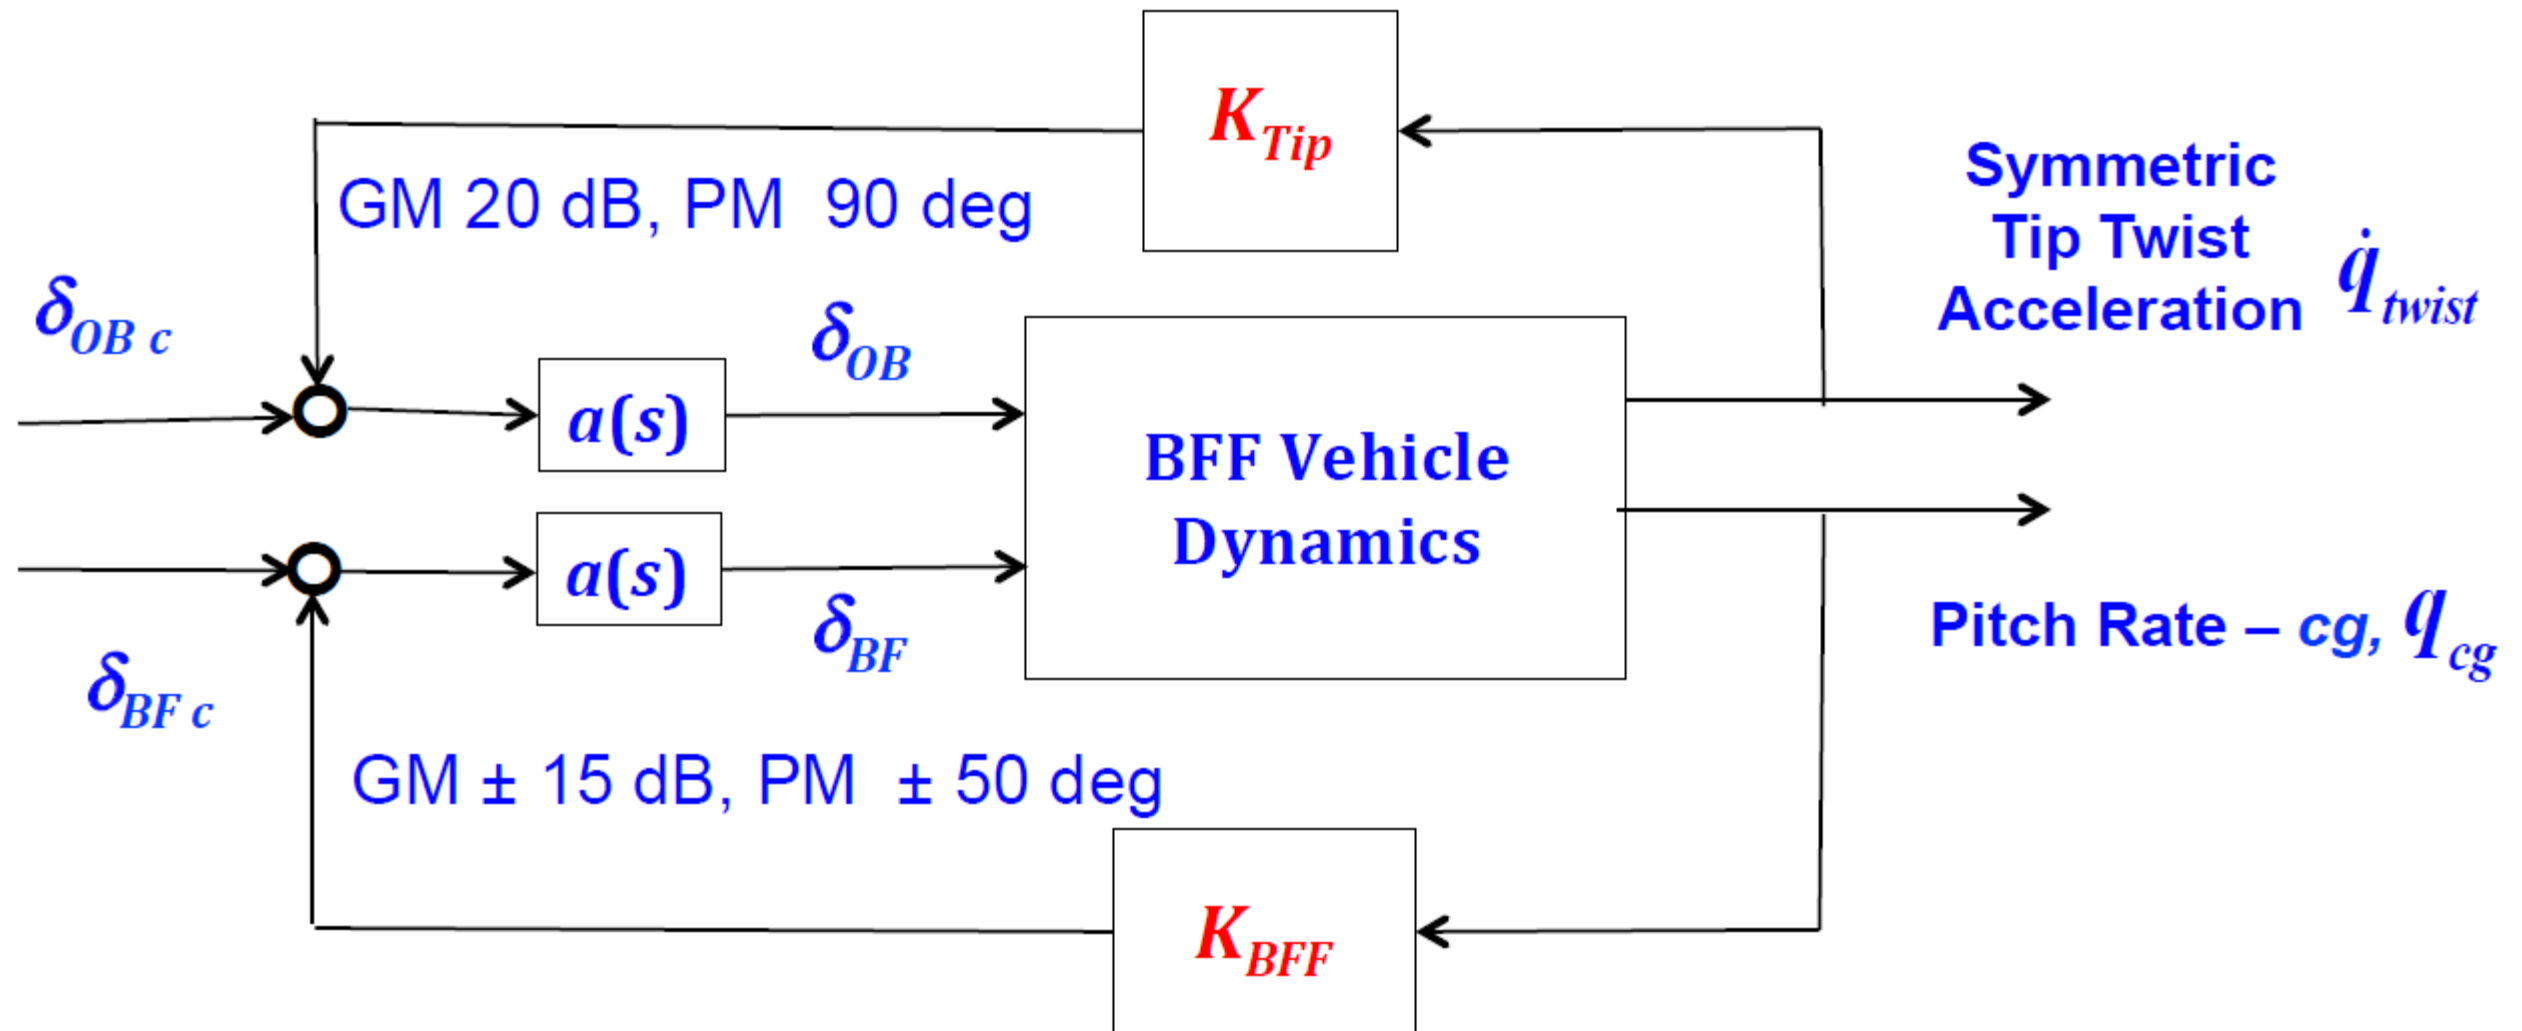 K_Tip
GM 20 dB, PM 90 deg
Symmetric
Tip Twist
Acceleration q̇_twist
δ_OB c
δ_OB
a(s)
BFF Vehicle
Dynamics
a(s)
δ_BF
δ_BF c
Pitch Rate – cg, q_cg
GM ± 15 dB, PM ± 50 deg
K_BFF